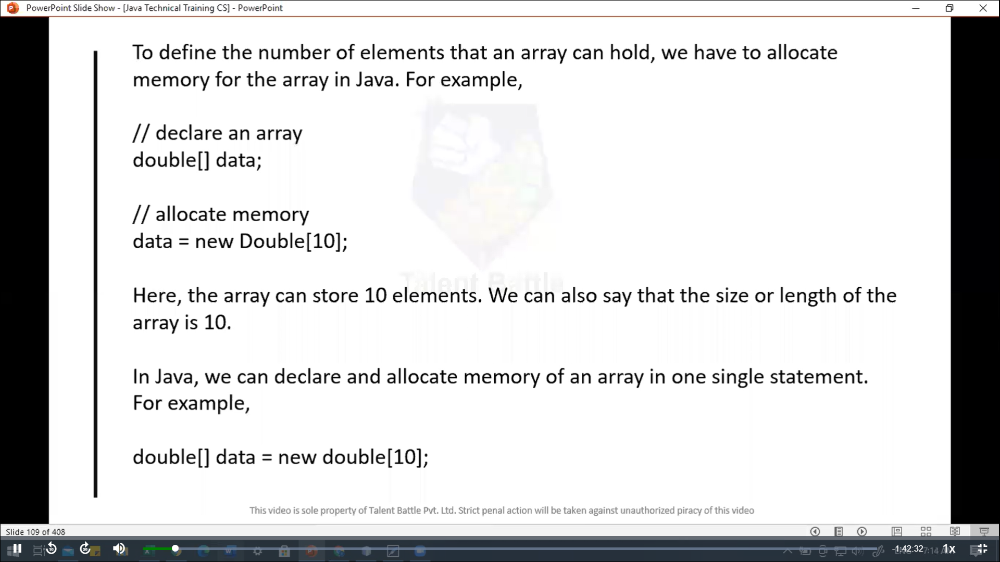 PowerPoint Slide Show - [Java Technical Training CS] - PowerPoint
To define the number of elements that an array can hold, we have to allocate
memory for the array in Java. For example,
// declare an array
double[] data;
// allocate memory
data = new Double[10];
Talent Battle
Here, the array can store 10 elements. We can also say that the size or length of the
array is 10.
In Java, we can declare and allocate memory of an array in one single statement.
For example,
double[] data = new double[10];
This video is sole property of Talent Battle Pvt. Ltd. Strict penal action will be taken against unauthorized piracy of this video
Slide 109 of 408
10 30 -1:42:32 7:14 1x